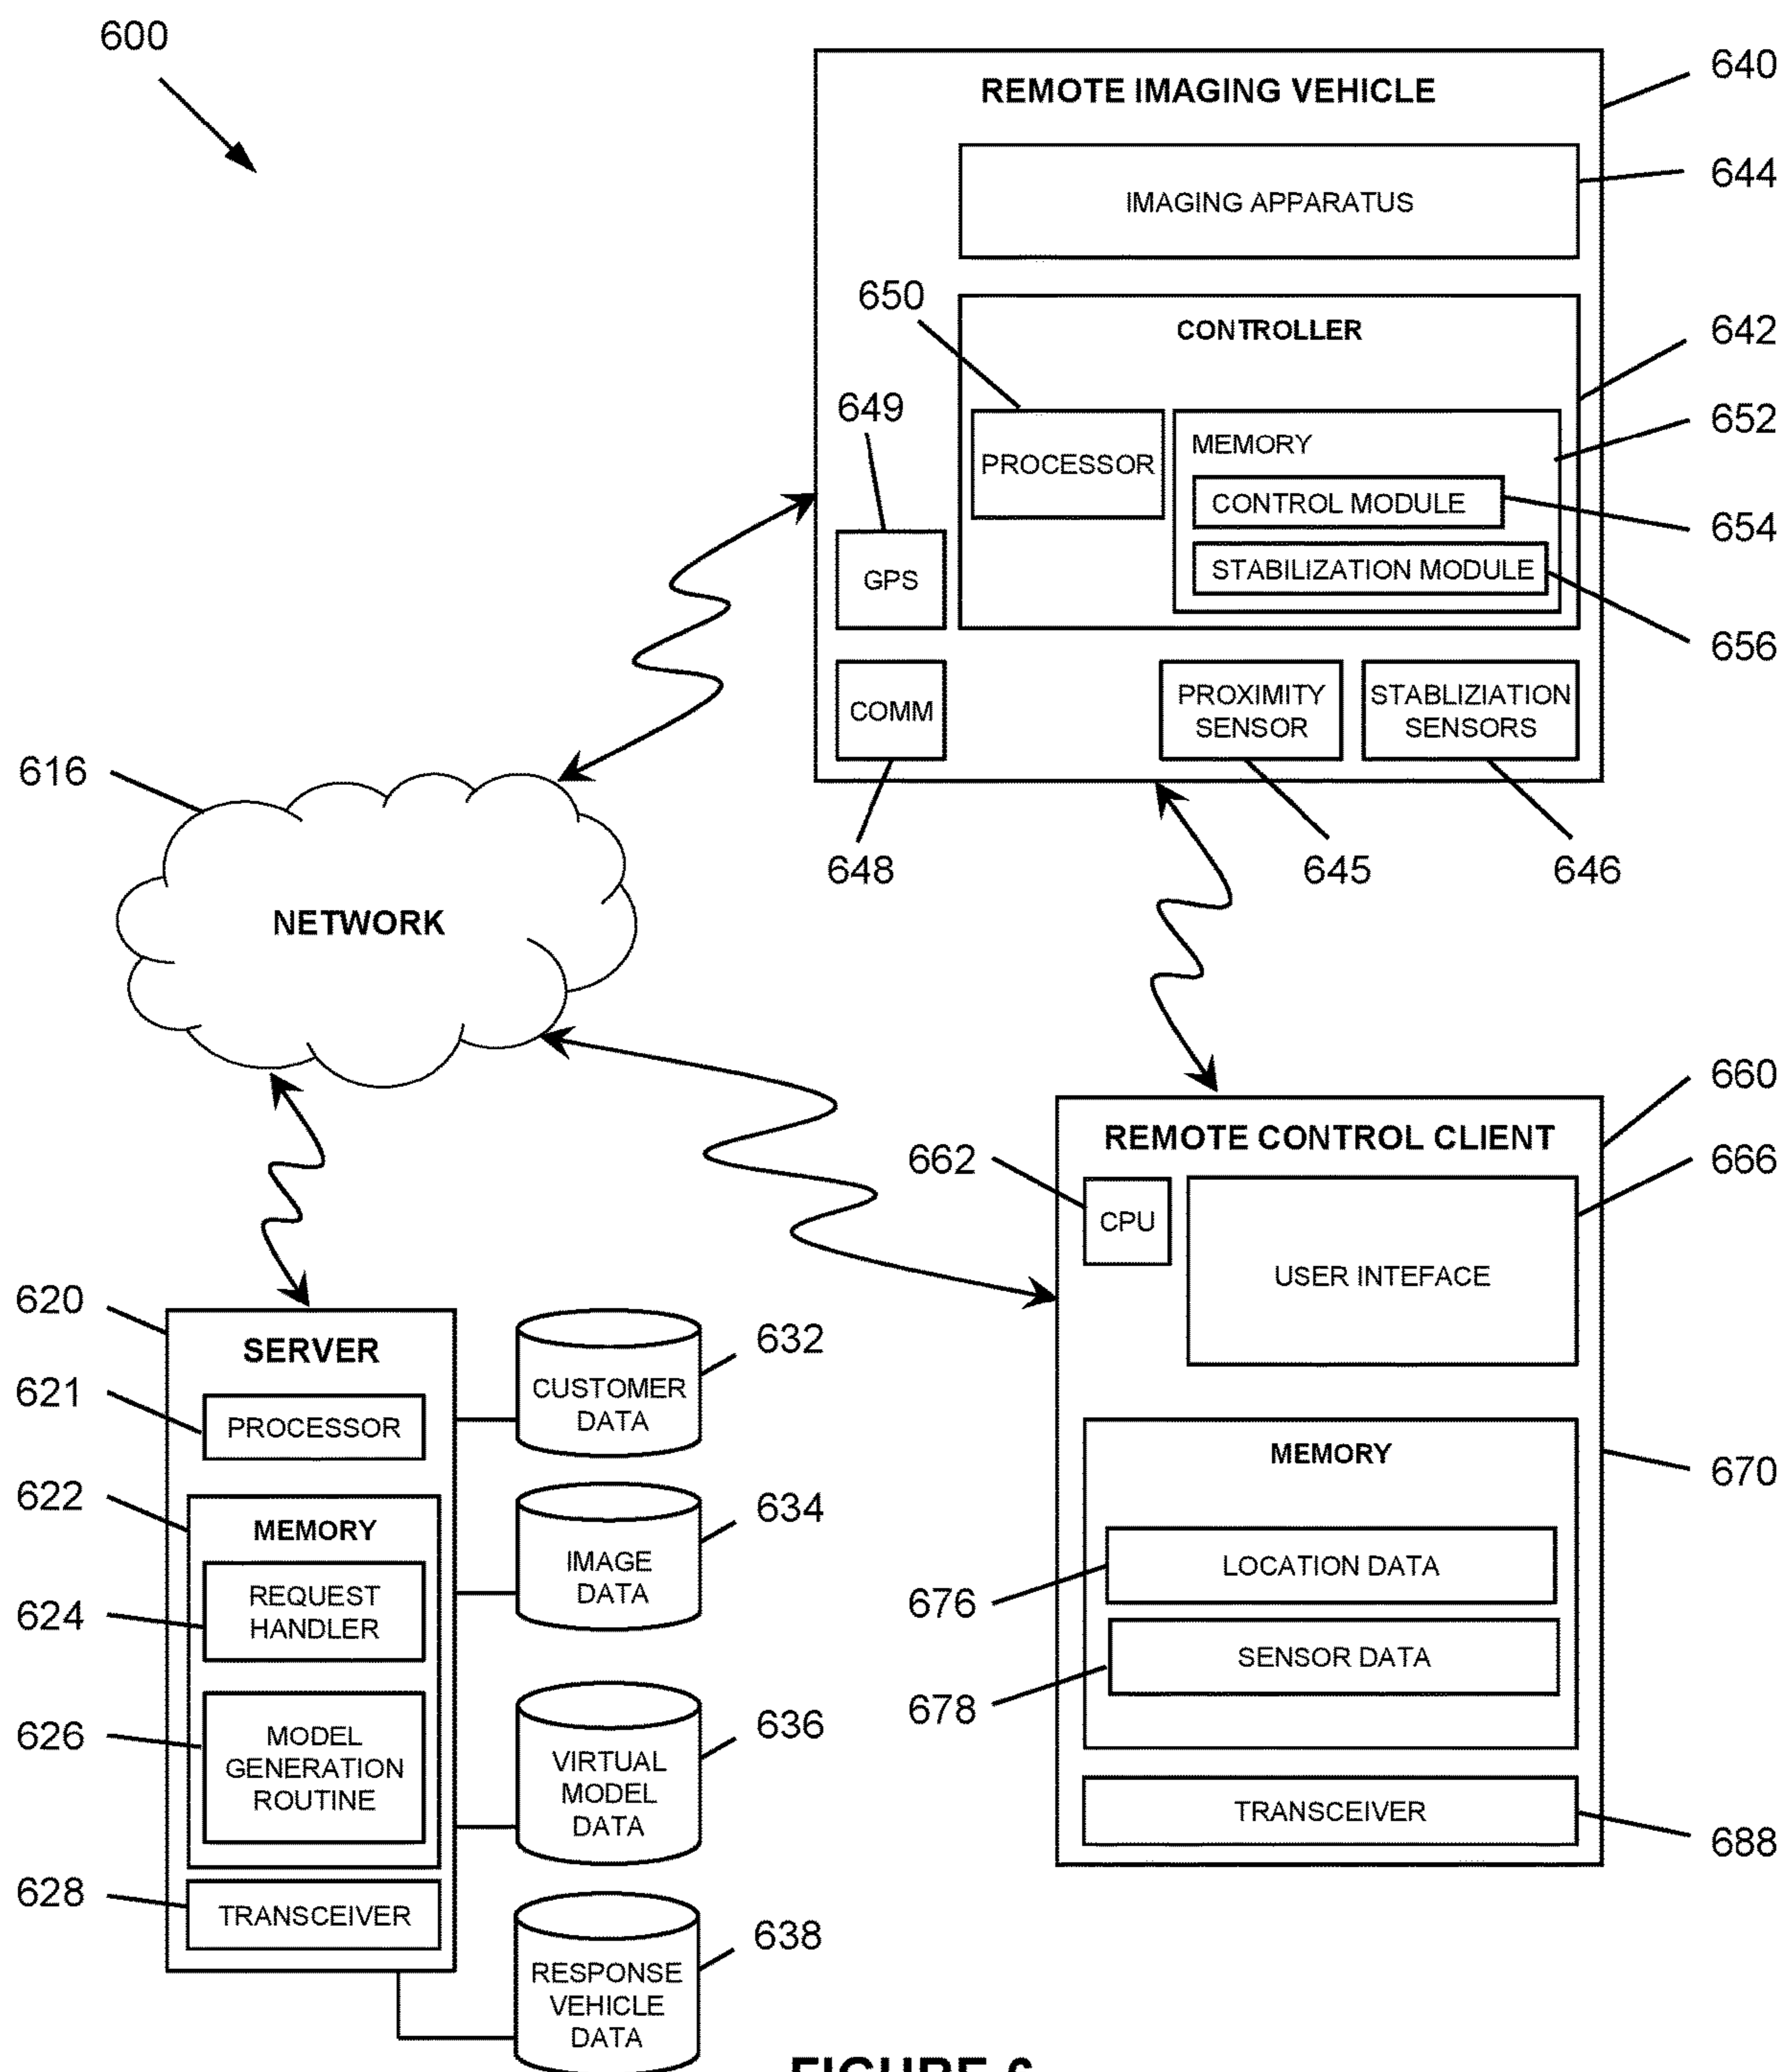 600
REMOTE IMAGING VEHICLE
640
IMAGING APPARATUS
644
650
CONTROLLER
642
649
PROCESSOR
MEMORY
652
CONTROL MODULE
654
GPS
STABILIZATION MODULE
656
COMM
PROXIMITY
SENSOR
STABLIZIATION
SENSORS
616
648
645
646
NETWORK
660
REMOTE CONTROL CLIENT
662
666
CPU
USER INTEFACE
620
SERVER
632
621
PROCESSOR
CUSTOMER
DATA
MEMORY
670
622
MEMORY
634
624
REQUEST
HANDLER
IMAGE
DATA
LOCATION DATA
676
SENSOR DATA
678
626
MODEL
GENERATION
ROUTINE
636
VIRTUAL
MODEL
DATA
TRANSCEIVER
688
628
TRANSCEIVER
638
RESPONSE
VEHICLE
DATA
FIGURE 6